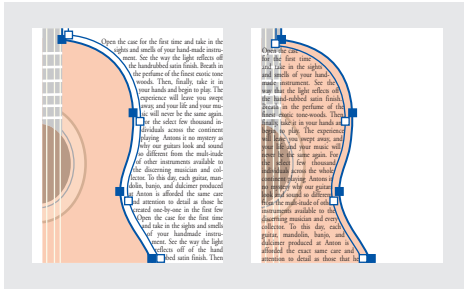 Open the case for the first time and take in the
sights and smells of your hand-made instru-
ment. See the way the light reflects off
the handrubbed satin finish. Breath in
the perfume of the finest exotic tone
woods. Then, finally, take it in
your hands and begin to play. The
experience will leave you swept
away, and your life and your mu-
sic will never be the same again.
For the select few thousand in-
dividuals across the continent
playing Antons it no mystery as
why our guitars look and sound
so different from the mult-itude
of other instruments available to
the discerning musician and col-
lector. To this day, each guitar, man-
dolin, banjo, and dulcimer produced
at Anton is afforded the same care
and attention to detail as those he
created one-by-one in the first few
Open the case for the first time
and take in the sights and smells
of your handmade instru-
ment. See the way the light
reflects off of the hand
rubbed satin finish. Then
Open the case
for the first time
and take in the sights
and smells of your hand-
made instrument. See the
way that the light reflects off
the hand-rubbed satin finish.
Breath in the perfume of the
finest exotic tone-woods. Then
finally, take it in your hands an
begin to play. The experience
will leave you swept away, and
your life and your music will
never be the same again. For
the select few thousand
individuals across the whole
continent playing Anton is
no mystery why our guitars
look and sound so different
from the mult-itude of other
instruments available to the
discerning musician and every
collector. To this day, each
guitar, mandolin, banjo, and
dulcimer produced at Anton is
afforded the exact same care and
attention to detail as those that he